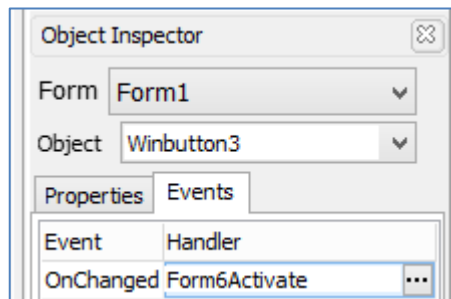 Object Inspector
Form Form1
Object Winbutton3
Properties Events
Event Handler
OnChanged Form6Activate ...